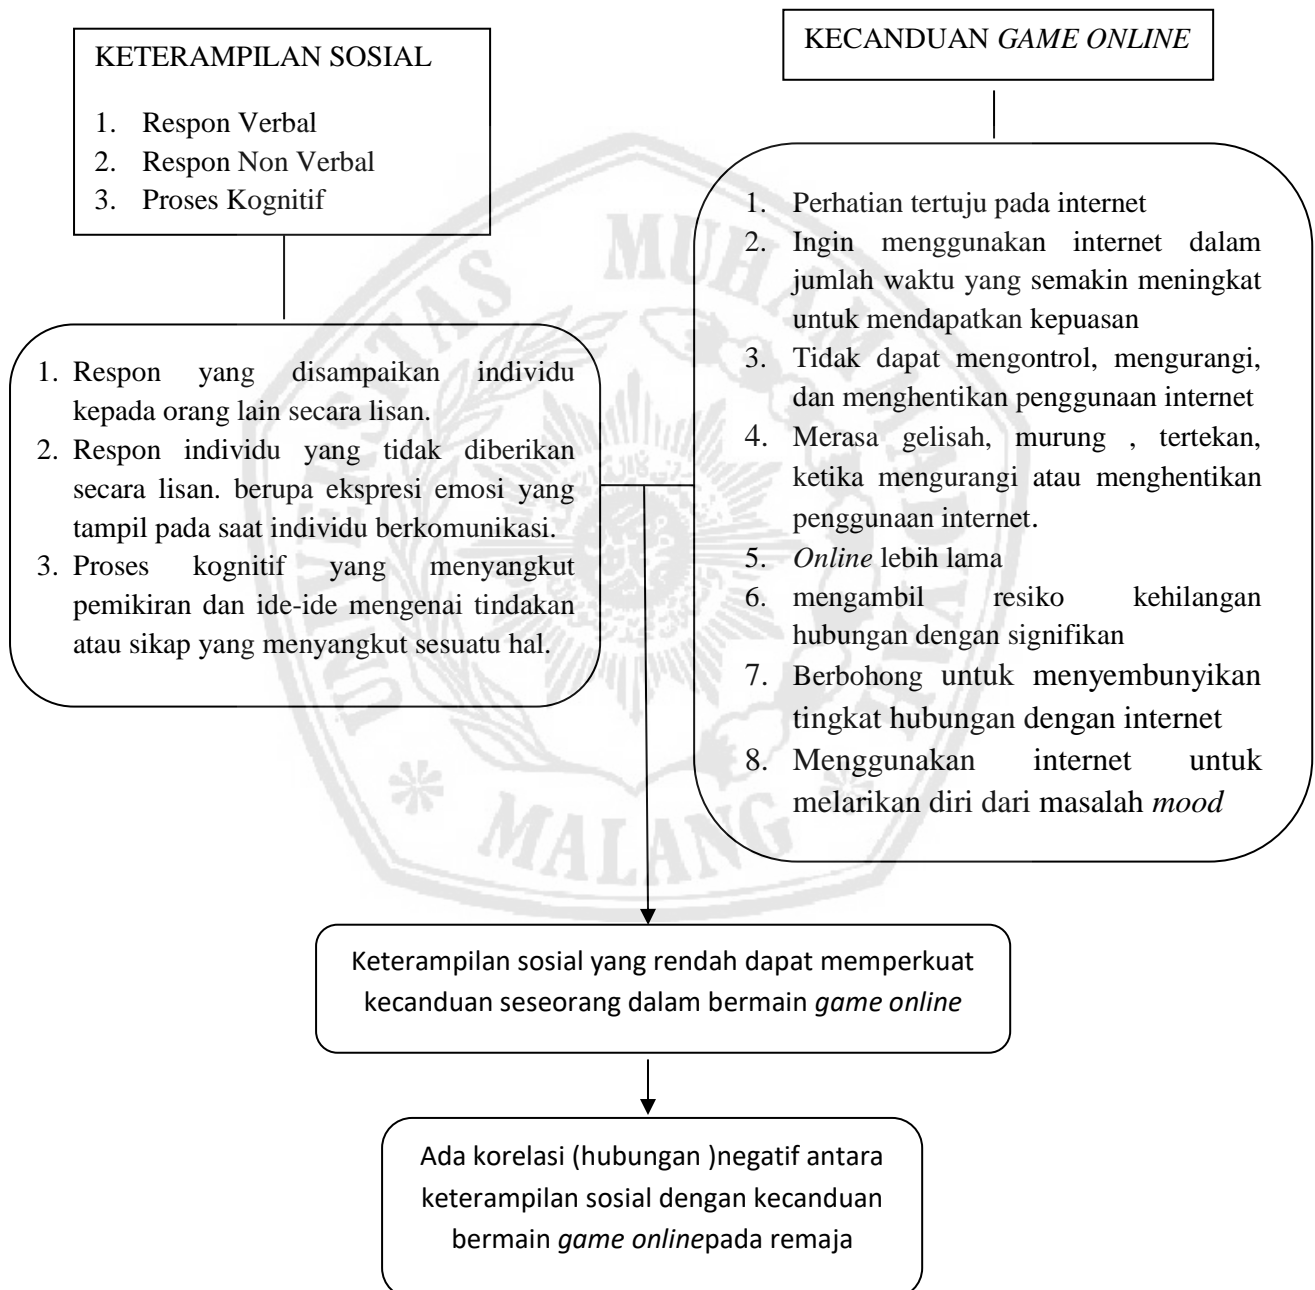 KETERAMPILAN SOSIAL
1. Respon Verbal
2. Respon Non Verbal
3. Proses Kognitif
KECANDUAN GAME ONLINE
1. Respon yang disampaikan individu
kepada orang lain secara lisan.
2. Respon individu yang tidak diberikan
secara lisan. berupa ekspresi emosi yang
tampil pada saat individu berkomunikasi.
3. Proses kognitif yang menyangkut
pemikiran dan ide-ide mengenai tindakan
atau sikap yang menyangkut sesuatu hal.
1. Perhatian tertuju pada internet
2. Ingin menggunakan internet dalam
jumlah waktu yang semakin meningkat
untuk mendapatkan kepuasan
3. Tidak dapat mengontrol, mengurangi,
dan menghentikan penggunaan internet
4. Merasa gelisah, murung , tertekan,
ketika mengurangi atau menghentikan
penggunaan internet.
5. Online lebih lama
6. mengambil resiko kehilangan
hubungan dengan signifikan
7. Berbohong untuk menyembunyikan
tingkat hubungan dengan internet
8. Menggunakan internet untuk
melarikan diri dari masalah mood
Keterampilan sosial yang rendah dapat memperkuat
kecanduan seseorang dalam bermain game online
Ada korelasi (hubungan )negatif antara
keterampilan sosial dengan kecanduan
bermain game onlinepada remaja
UNIVERSITAS MUHAMMADIYAH
MALANG